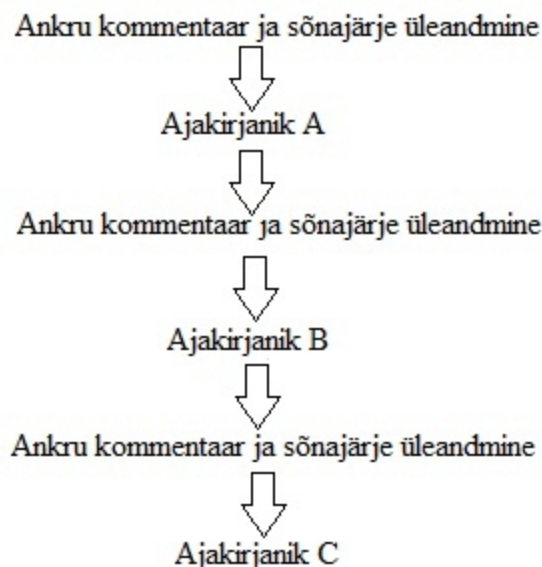 Ankru kommentaar ja sõnajärje üleandmine
Ajakirjanik A
Ankru kommentaar ja sõnajärje üleandmine
Ajakirjanik B
Ankru kommentaar ja sõnajärje üleandmine
Ajakirjanik C